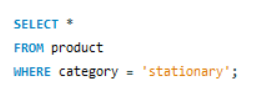 SELECT *
FROM product
WHERE category = 'stationary';